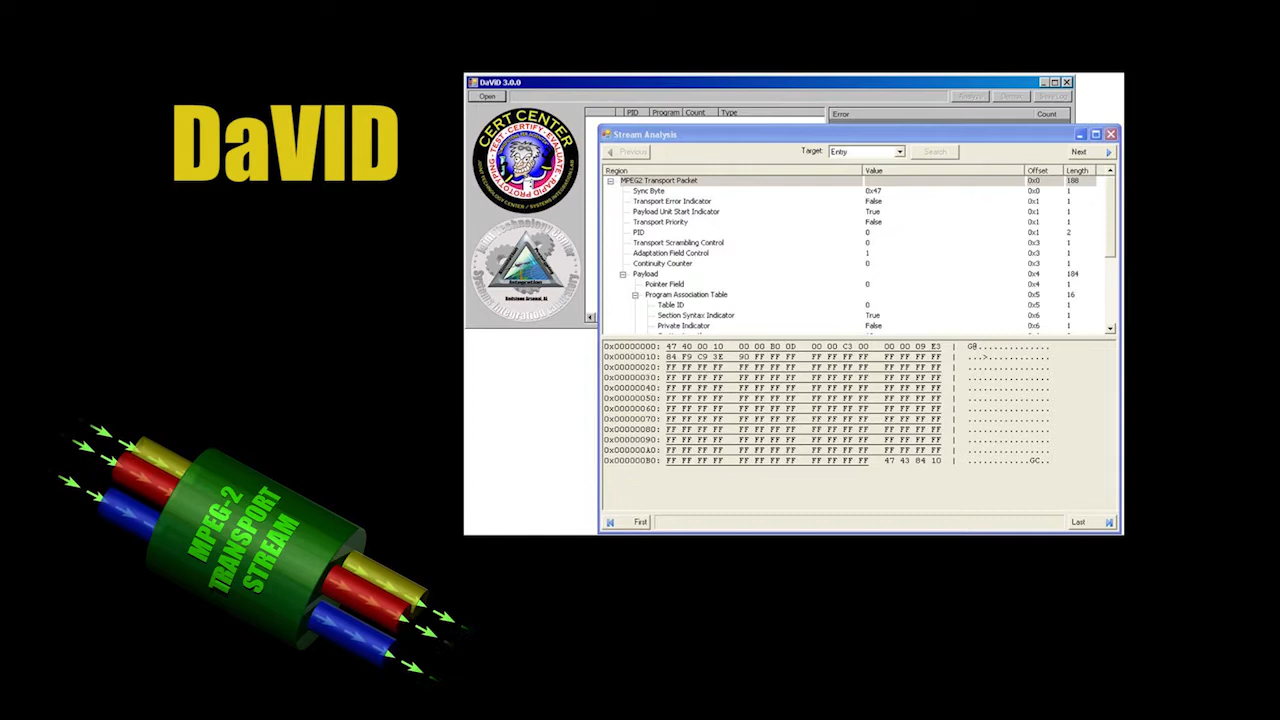 DaVID
DaViD 3.0.0
Open
PID Program Count Type
Error Count
CERT CENTER
TEST-CERTIFY-EVALUATE
RAPID PROTOTYPING
Redstone Arsenal, AL
Stream Analysis
Previous Target: Entry Search Next
Region Value Offset Length
MPEG2 Transport Packet 0x0 188
Sync Byte 0x47 0x0 1
Transport Error Indicator False 0x1 1
Payload Unit Start Indicator True 0x1 1
Transport Priority False 0x1 1
PID 0 0x1 2
Transport Scrambling Control 0 0x3 1
Adaptation Field Control 1 0x3 1
Continuity Counter 0 0x3 1
Payload 0x4 184
Pointer Field 0 0x4 1
Program Association Table 0x5 16
Table ID 0 0x5 1
Section Syntax Indicator True 0x6 1
Private Indicator False 0x6 1
0x00000000: 47 40 00 10 00 00 B0 0D 00 00 C3 00 00 00 09 E3 | G@..............
0x00000010: 84 F9 C9 3E 90 FF FF FF FF FF FF FF FF FF FF FF | ...>............
0x00000020: FF FF FF FF FF FF FF FF FF FF FF FF FF FF FF FF | ................
0x00000030: FF FF FF FF FF FF FF FF FF FF FF FF FF FF FF FF | ................
0x00000040: FF FF FF FF FF FF FF FF FF FF FF FF FF FF FF FF | ................
0x00000050: FF FF FF FF FF FF FF FF FF FF FF FF FF FF FF FF | ................
0x00000060: FF FF FF FF FF FF FF FF FF FF FF FF FF FF FF FF | ................
0x00000070: FF FF FF FF FF FF FF FF FF FF FF FF FF FF FF FF | ................
0x00000080: FF FF FF FF FF FF FF FF FF FF FF FF FF FF FF FF | ................
0x00000090: FF FF FF FF FF FF FF FF FF FF FF FF FF FF FF FF | ................
0x000000A0: FF FF FF FF FF FF FF FF FF FF FF FF FF FF FF FF | ................
0x000000B0: FF FF FF FF FF FF FF FF FF FF FF FF 47 43 84 10 | ............GC..
First Last
MPEG-2
TRANSPORT
STREAM